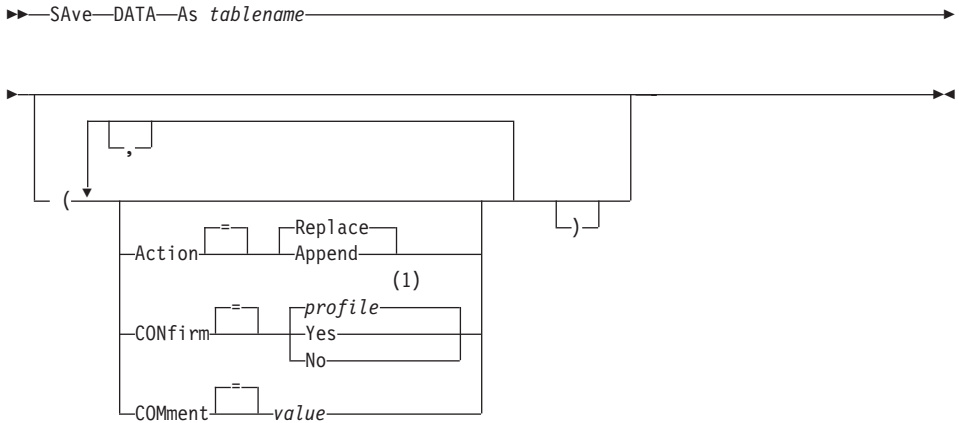 SAve DATA As tablename
,
(
)
=
Replace
Action
Append
(1)
=
profile
CONfirm
Yes
No
=
COMment value